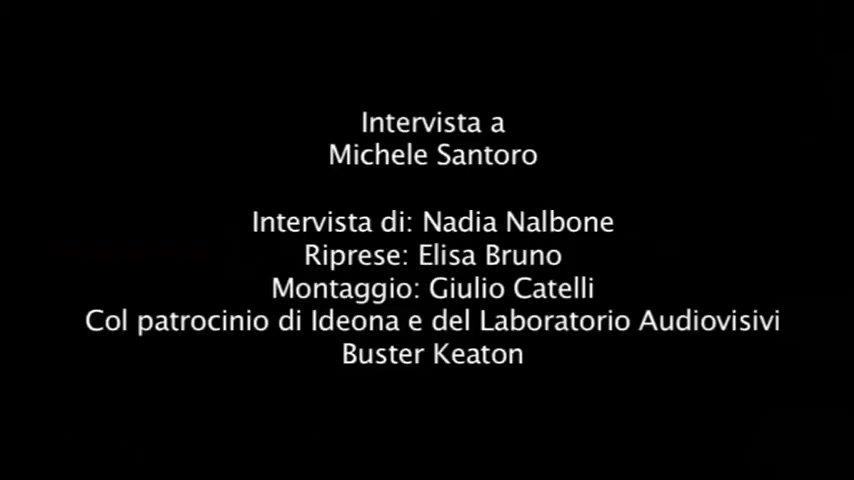 Intervista a
Michele Santoro
Intervista di: Nadia Nalbone
Riprese: Elisa Bruno
Montaggio: Giulio Catelli
Col patrocinio di Ideona e del Laboratorio Audiovisivi
Buster Keaton